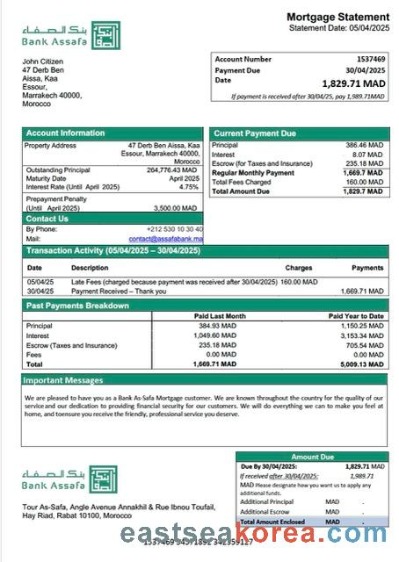 Mortgage Statement
Statement Date: 05/04/2025
بنك الصفاء
Bank Assafa
John Citizen
47 Derb Ben
Aissa, Kaa
Essour,
Marrakech 40000,
Morocco
Account Number 1537469
Payment Due 30/04/2025
Date
1,829.71 MAD
If payment is received after 30/04/25, pay 1,989.71MAD
Account Information
Property Address 47 Derb Ben Aissa, Kaa
Essour, Marrakech 40000,
Morocco
Outstanding Principal 264,776.43 MAD
Maturity Date April 2025
Interest Rate (Until April 2025) 4.75%
Prepayment Penalty
(Until April 2025) 3,500.00 MAD
Contact Us
By Phone: +212 530 10 30 40
Mail: contact@assafabank.ma
Current Payment Due
Principal 386.46 MAD
Interest 8.07 MAD
Escrow (for Taxes and Insurance) 235.18 MAD
Regular Monthly Payment 1,669.7 MAD
Total Fees Charged 160.00 MAD
Total Amount Due 1,829.7 MAD
Transaction Activity (05/04/2025 – 30/04/2025)
Date Description Charges Payments
05/04/25 Late Fees (charged because payment was received after 30/04/2025) 160.00 MAD
30/04/25 Payment Received – Thank you 1,669.71 MAD
Past Payments Breakdown
Paid Last Month Paid Year to Date
Principal 384.93 MAD 1,150.25 MAD
Interest 1,049.60 MAD 3,153.34 MAD
Escrow (Taxes and Insurance) 235.18 MAD 705.54 MAD
Fees 0.00 MAD 0.00 MAD
Total 1,669.71 MAD 5,009.13 MAD
Important Messages
We are pleased to have you as a Bank As-Safa Mortgage customer. We are known throughout the country for the quality of our
service and our dedication to providing financial security for our customers. We will do everything we can to make you feel at
home, and toensure you receive the friendly, professional service you deserve.
بنك الصفاء
Bank Assafa
Tour As-Safa, Angle Avenue Annakhil & Rue Ibnou Toufail,
Hay Riad, Rabat 10100, Morocco
Amount Due
Due By 30/04/2025: 1,829.71 MAD
If received after 30/04/2025: 1,989.71
MAD Please designate how you want us to apply any
additional funds.
Additional Principal MAD .
Additional Escrow MAD .
Total Amount Enclosed MAD .
eastseakorea.com